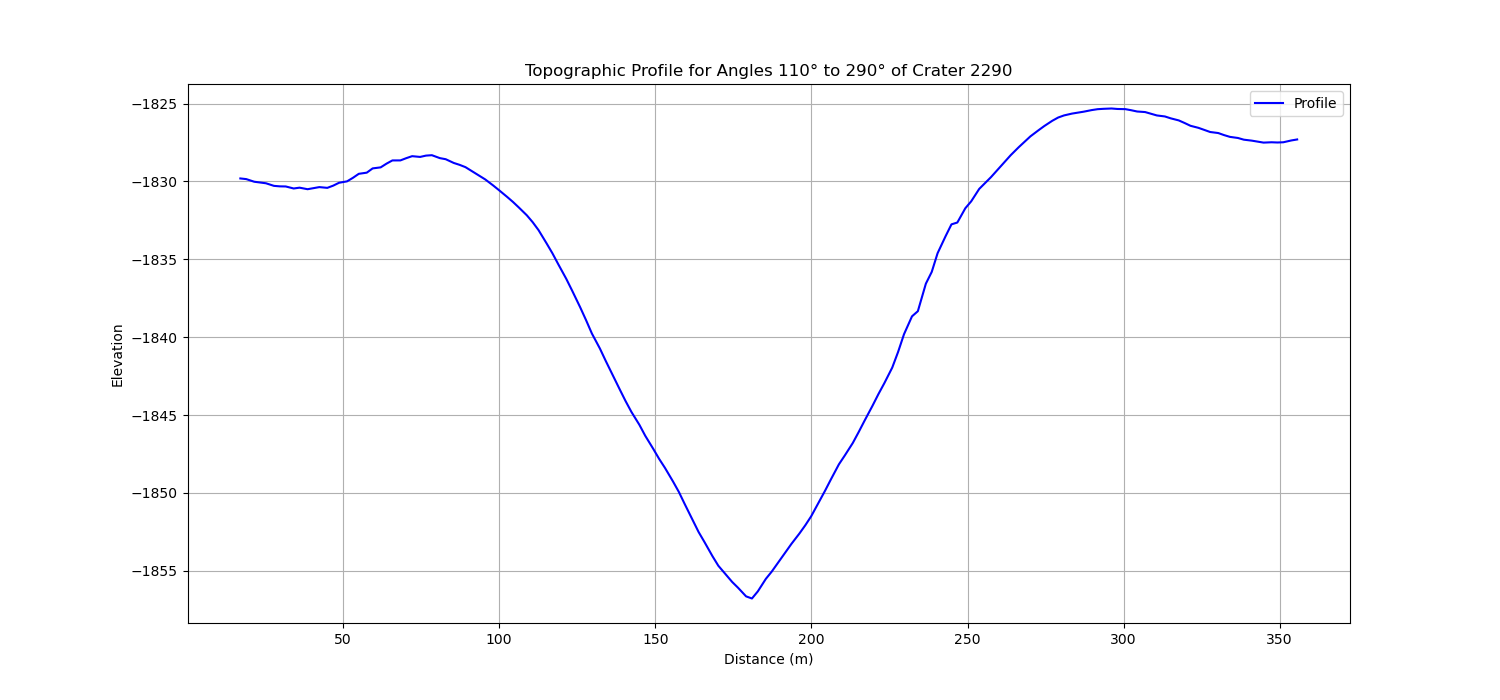 Topographic Profile for Angles 110° to 290° of Crater 2290
Profile
−1825
−1830
−1835
−1840
−1845
−1850
−1855
Elevation
50 100 150 200 250 300 350
Distance (m)